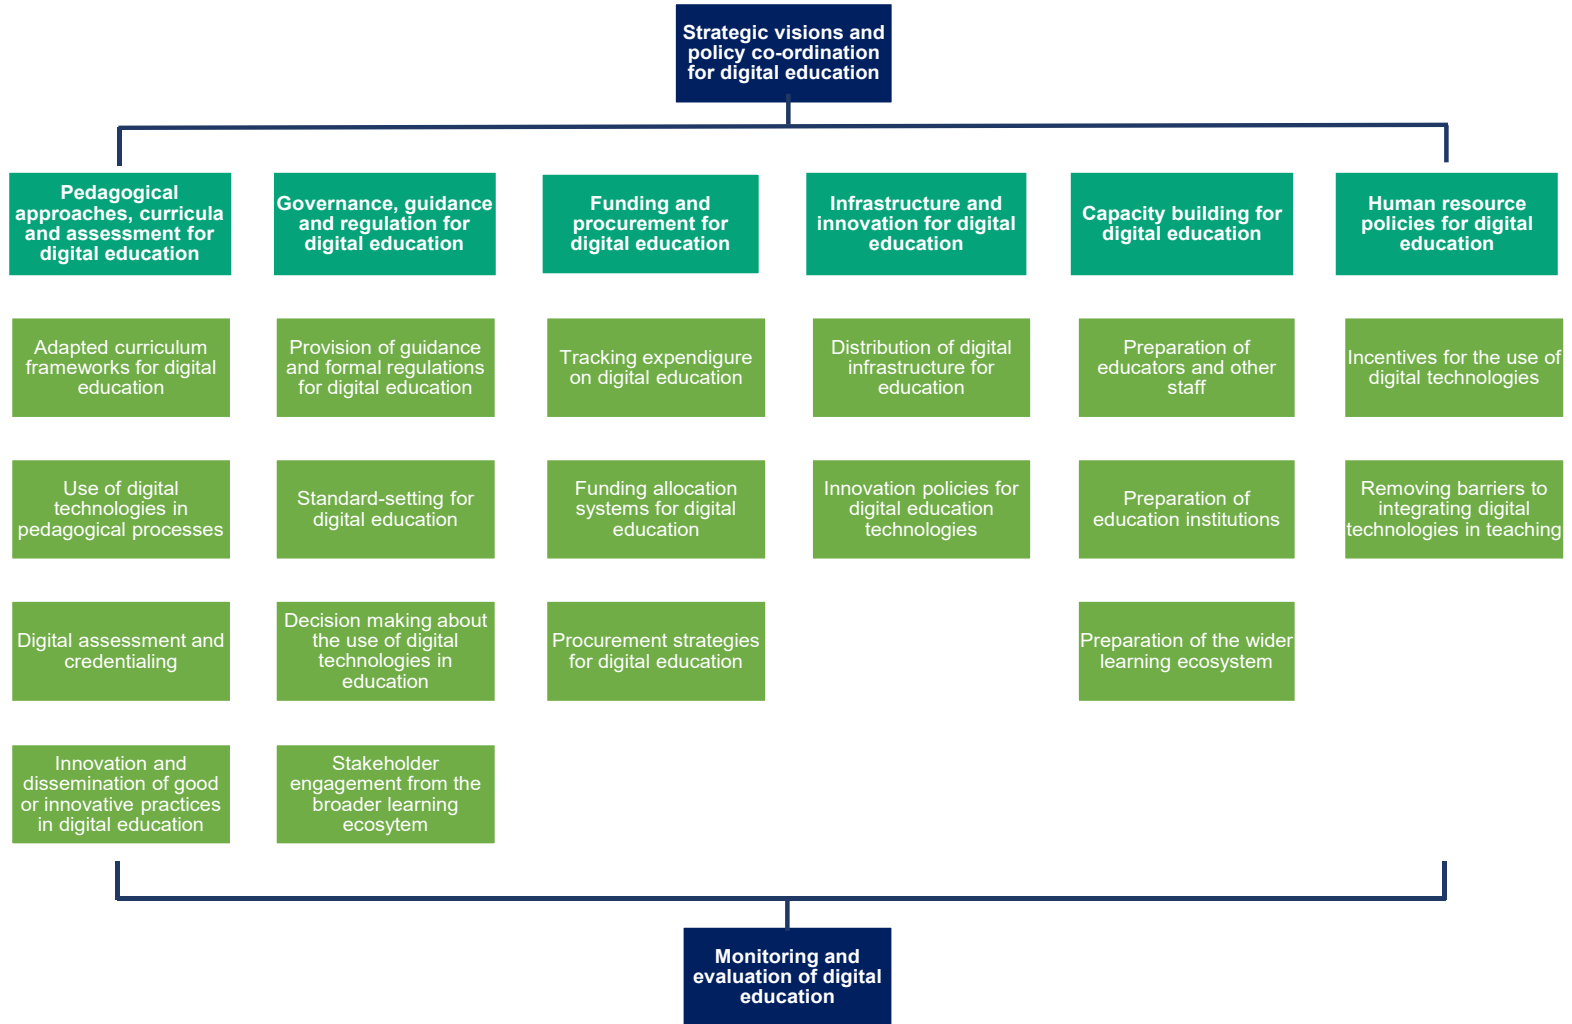 Strategic visions and
policy co-ordination
for digital education
Pedagogical
approaches, curricula
and assessment for
digital education
Governance, guidance
and regulation for
digital education
Funding and
procurement for
digital education
Infrastructure and
innovation for digital
education
Capacity building for
digital education
Human resource
policies for digital
education
Adapted curriculum
frameworks for digital
education
Provision of guidance
and formal regulations
for digital education
Tracking expendigure
on digital education
Distribution of digital
infrastructure for
education
Preparation of
educators and other
staff
Incentives for the use of
digital technologies
Use of digital
technologies in
pedagogical processes
Standard-setting for
digital education
Funding allocation
systems for digital
education
Innovation policies for
digital education
technologies
Preparation of
education institutions
Removing barriers to
integrating digital
technologies in teaching
Digital assessment and
credentialing
Decision making about
the use of digital
technologies in
education
Procurement strategies
for digital education
Preparation of the wider
learning ecosystem
Innovation and
dissemination of good
or innovative practices
in digital education
Stakeholder
engagement from the
broader learning
ecosytem
Monitoring and
evaluation of digital
education